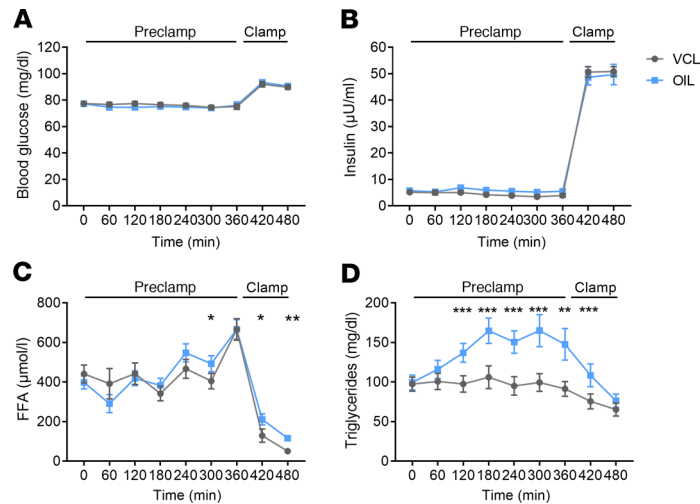 A
Preclamp Clamp
Blood glucose (mg/dl)
120
100
80
60
40
20
0
0 60 120 180 240 300 360 420 480
Time (min)
B
Preclamp Clamp
Insulin (μU/ml)
60
50
40
30
20
10
0
0 60 120 180 240 300 360 420 480
Time (min)
VCL
OIL
C
Preclamp Clamp
* * **
FFA (μmol/l)
800
600
400
200
0
0 60 120 180 240 300 360 420 480
Time (min)
D
Preclamp Clamp
*** *** *** *** ** ***
Triglycerides (mg/dl)
200
150
100
50
0
0 60 120 180 240 300 360 420 480
Time (min)